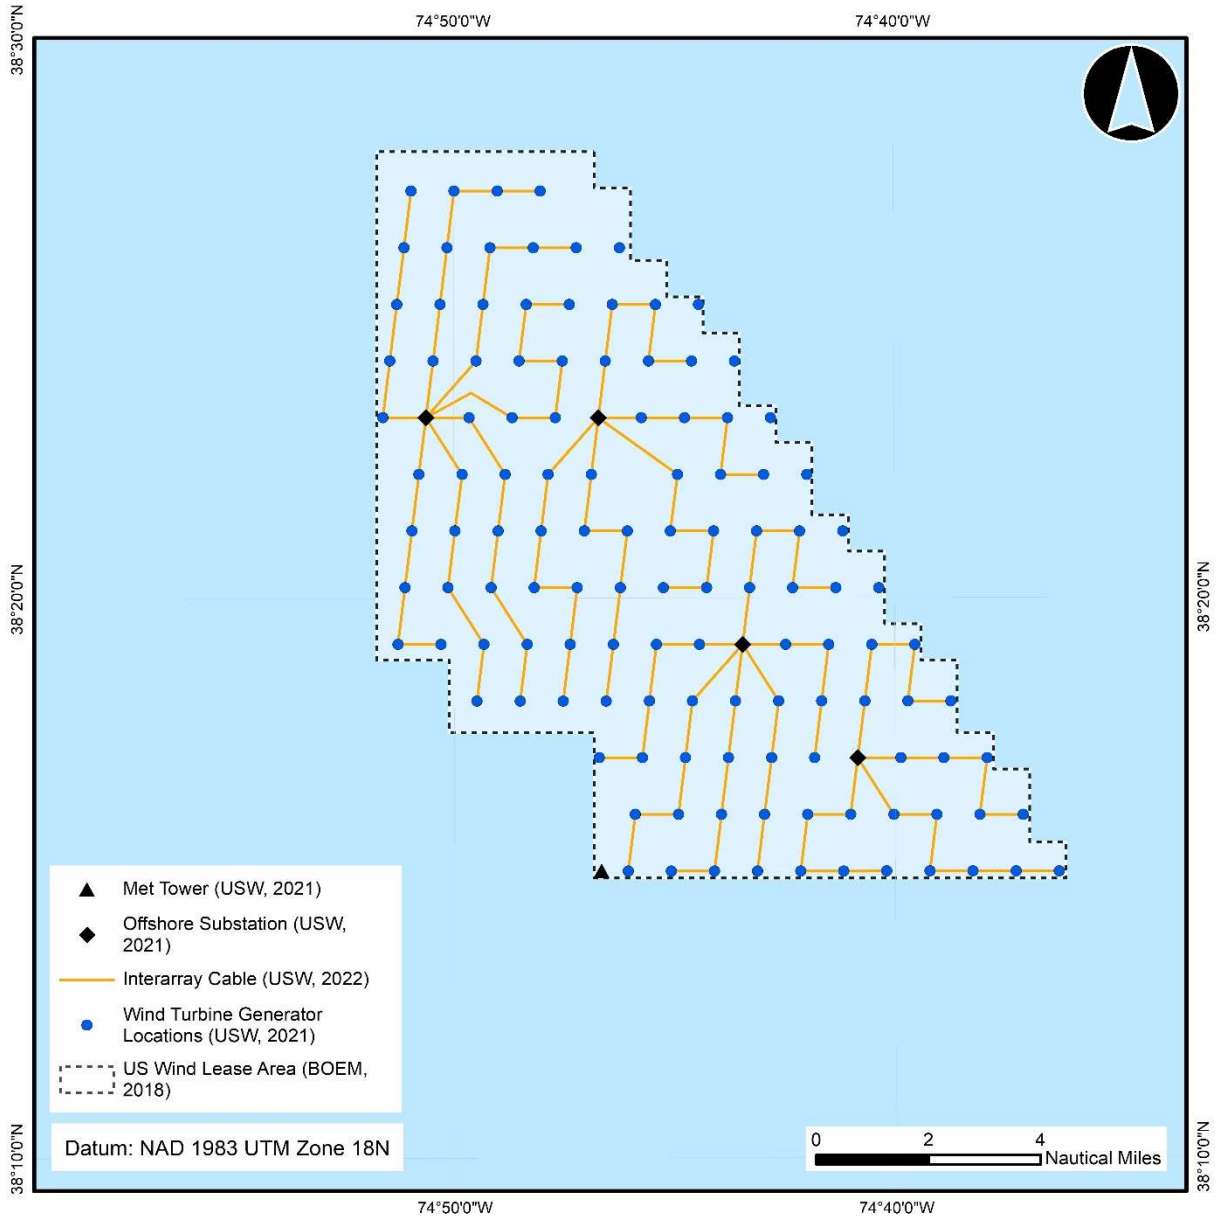 74°50'0"W
74°40'0"W
38°30'0"N
38°20'0"N
38°20'0"N
Met Tower (USW, 2021)
Offshore Substation (USW,
2021)
Interarray Cable (USW, 2022)
Wind Turbine Generator
Locations (USW, 2021)
US Wind Lease Area (BOEM,
2018)
Datum: NAD 1983 UTM Zone 18N
0 2 4
Nautical Miles
38°10'0"N
38°10'0"N
74°50'0"W
74°40'0"W